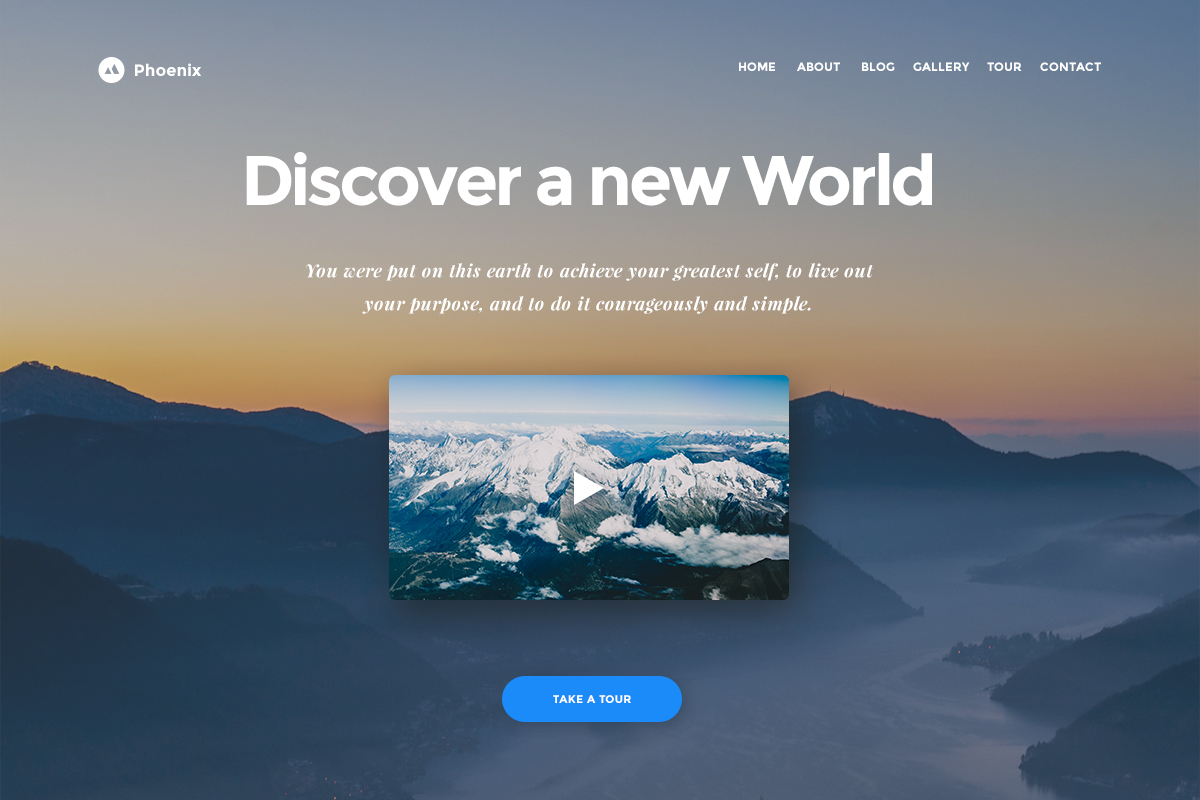 Phoenix
HOME ABOUT BLOG GALLERY TOUR CONTACT
Discover a new World
You were put on this earth to achieve your greatest self, to live out
your purpose, and to do it courageously and simple.
TAKE A TOUR